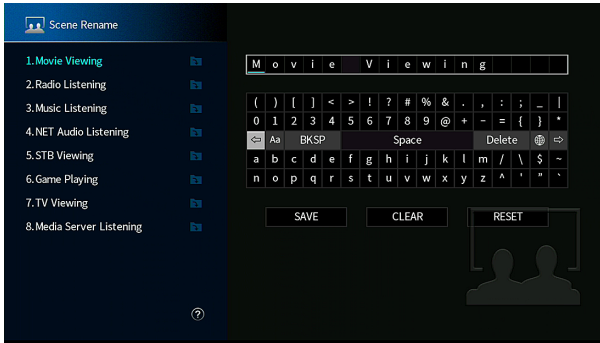 Scene Rename
1.Movie Viewing
2.Radio Listening
3.Music Listening
4.NET Audio Listening
5.STB Viewing
6.Game Playing
7.TV Viewing
8.Media Server Listening
?
Movie Viewing
( ) [ ] < > ! ? # % & . , : ; _ |
0 1 2 3 4 5 6 7 8 9 @ + - = { } *
⇦ Aa BKSP Space Delete ⇨
a b c d e f g h i j k l m / \ $ ~
n o p q r s t u v w x y z ^ ' " `
SAVE CLEAR RESET